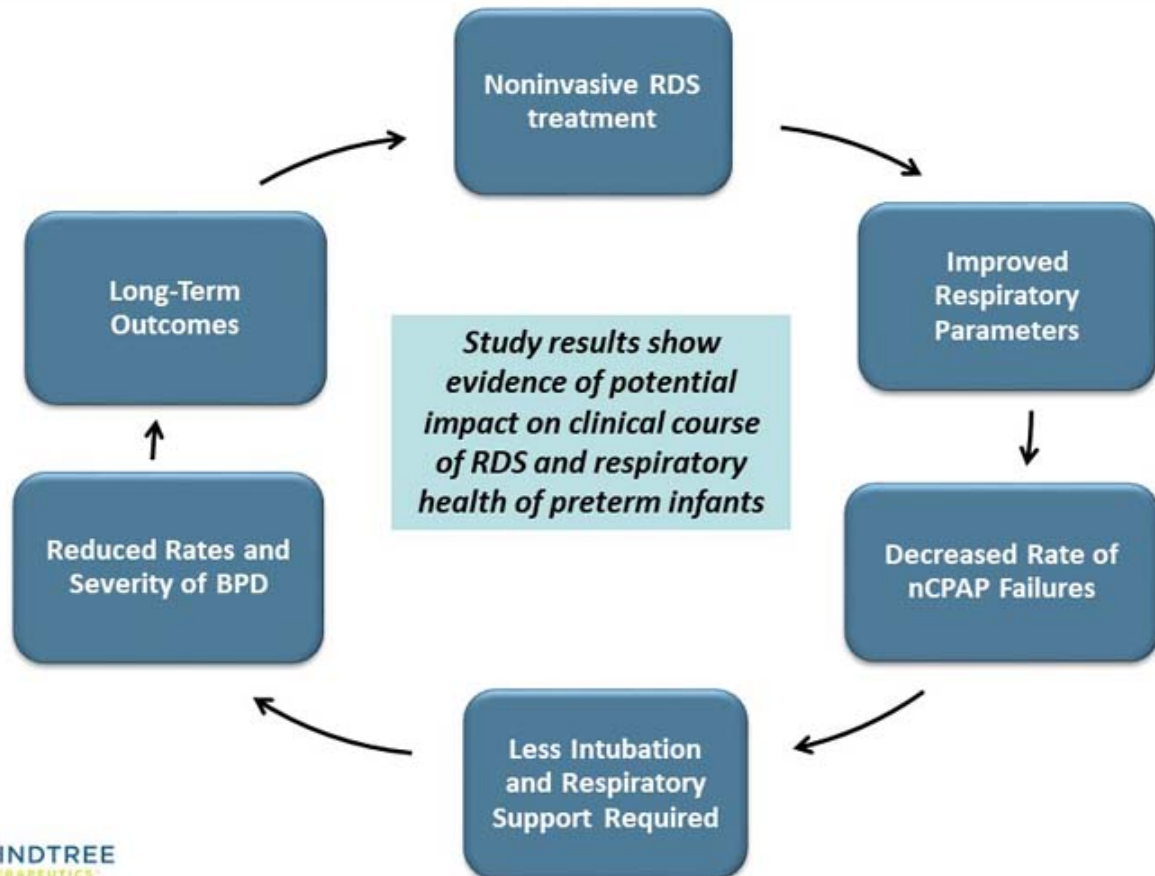 Noninvasive RDS
treatment
Improved
Respiratory
Parameters
Decreased Rate of
nCPAP Failures
Less Intubation
and Respiratory
Support Required
Reduced Rates and
Severity of BPD
Long-Term
Outcomes
Study results show
evidence of potential
impact on clinical course
of RDS and respiratory
health of preterm infants
INDTREE